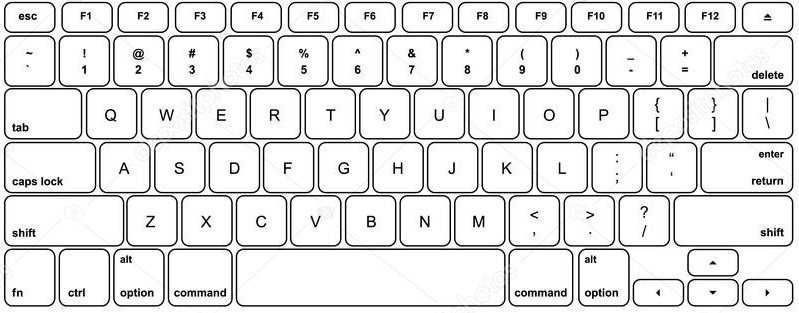 esc F1 F2 F3 F4 F5 F6 F7 F8 F9 F10 F11 F12 ⏏
~ ! @ # $ % ^ & * ( ) _ +
` 1 2 3 4 5 6 7 8 9 0 - = delete
tab Q W E R T Y U I O P { [ } ] | \
caps lock A S D F G H J K L : ; “ ‘ enter return
shift Z X C V B N M < , > . ? / shift
fn ctrl alt option command command alt option ◂ ▴ ▾ ▸